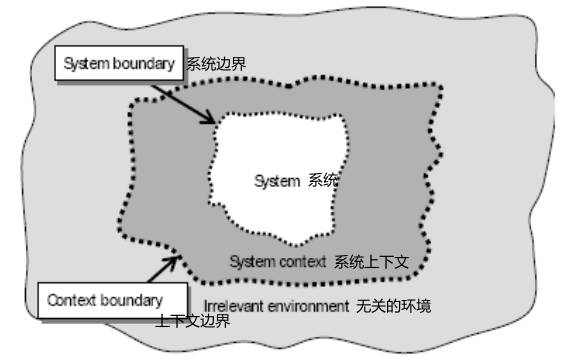 System boundary 系统边界
System 系统
System context 系统上下文
Context boundary
上下文边界
Irrelevant environment 无关的环境